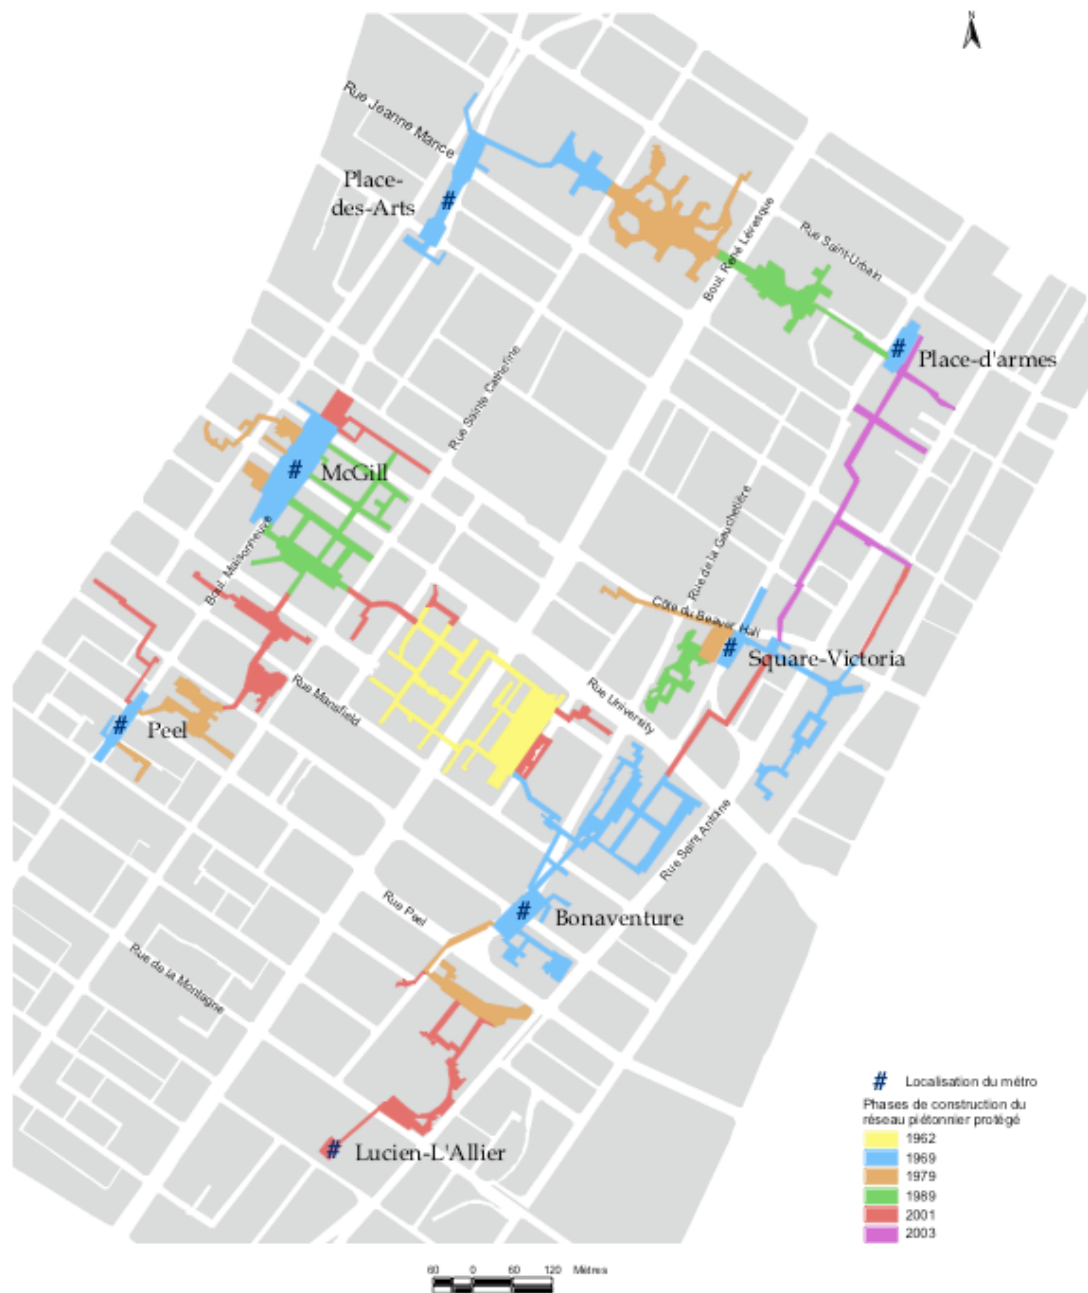 N
Rue Jeanne Mance
Place-
des-Arts
#
Boul. René Lévesque
Rue Saint-Urbain
#
Place-d'armes
Rue Sainte Catherine
#
McGill
Boul. Maisonneuve
Rue de la Gauchetière
Côte du Beaver Hall
#
Square-Victoria
Rue University
Rue Mansfield
#
Peel
Rue Saint Antoine
#
Bonaventure
Rue Peel
Rue de la Montagne
#
Lucien-L'Allier
# Localisation du métro
Phases de construction du
réseau piétonnier protégé
1962
1969
1979
1989
2001
2003
60 0 60 120 Mètres